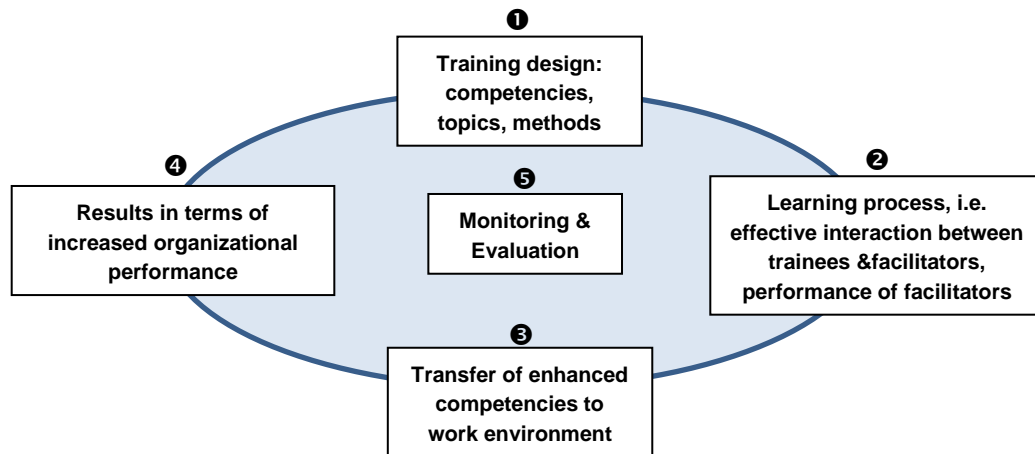 ❶
Training design:
competencies,
topics, methods
❷
Learning process, i.e.
effective interaction between
trainees &facilitators,
performance of facilitators
❸
Transfer of enhanced
competencies to
work environment
❹
Results in terms of
increased organizational
performance
❺
Monitoring &
Evaluation